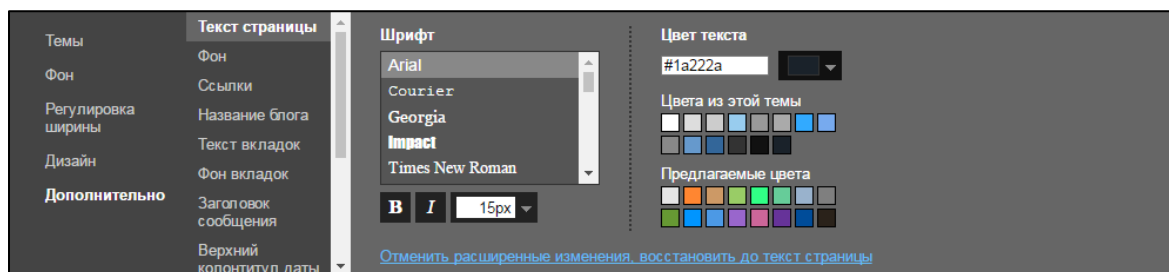 Темы
Фон
Регулировка
ширины
Дизайн
Дополнительно
Текст страницы
Фон
Ссылки
Название блога
Текст вкладок
Фон вкладок
Заголовок
сообщения
Верхний
колонтитул даты
Шрифт
Arial
Courier
Georgia
Impact
Times New Roman
B I 15px
Отменить расширенные изменения, восстановить до текст страницы
Цвет текста
#1a222a
Цвета из этой темы
Предлагаемые цвета